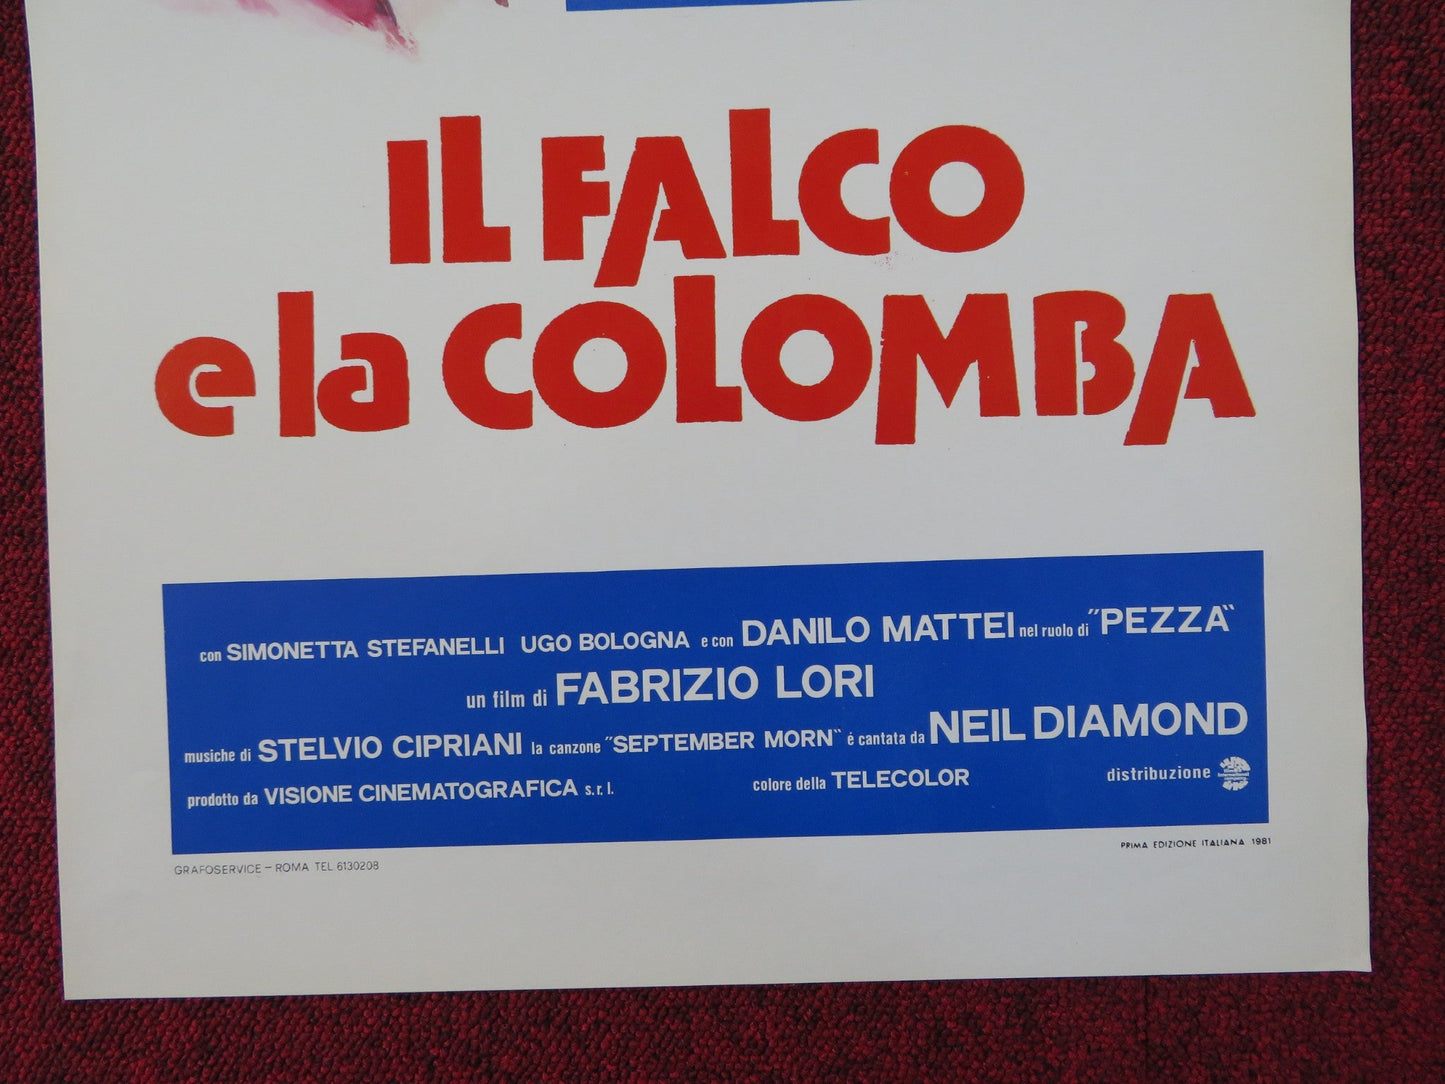 IL FALCO
e la COLOMBA
con SIMONETTA STEFANELLI UGO BOLOGNA e con DANILO MATTEI nel ruolo di "PEZZA"
un film di FABRIZIO LORI
musiche di STELVIO CIPRIANI la canzone "SEPTEMBER MORN" é cantata da NEIL DIAMOND
prodotto da VISIONE CINEMATOGRAFICA s.r.l. colore della TELECOLOR distribuzione
PRIMA EDIZIONE ITALIANA 1981
GRAFOSERVICE — ROMA TEL 6130208